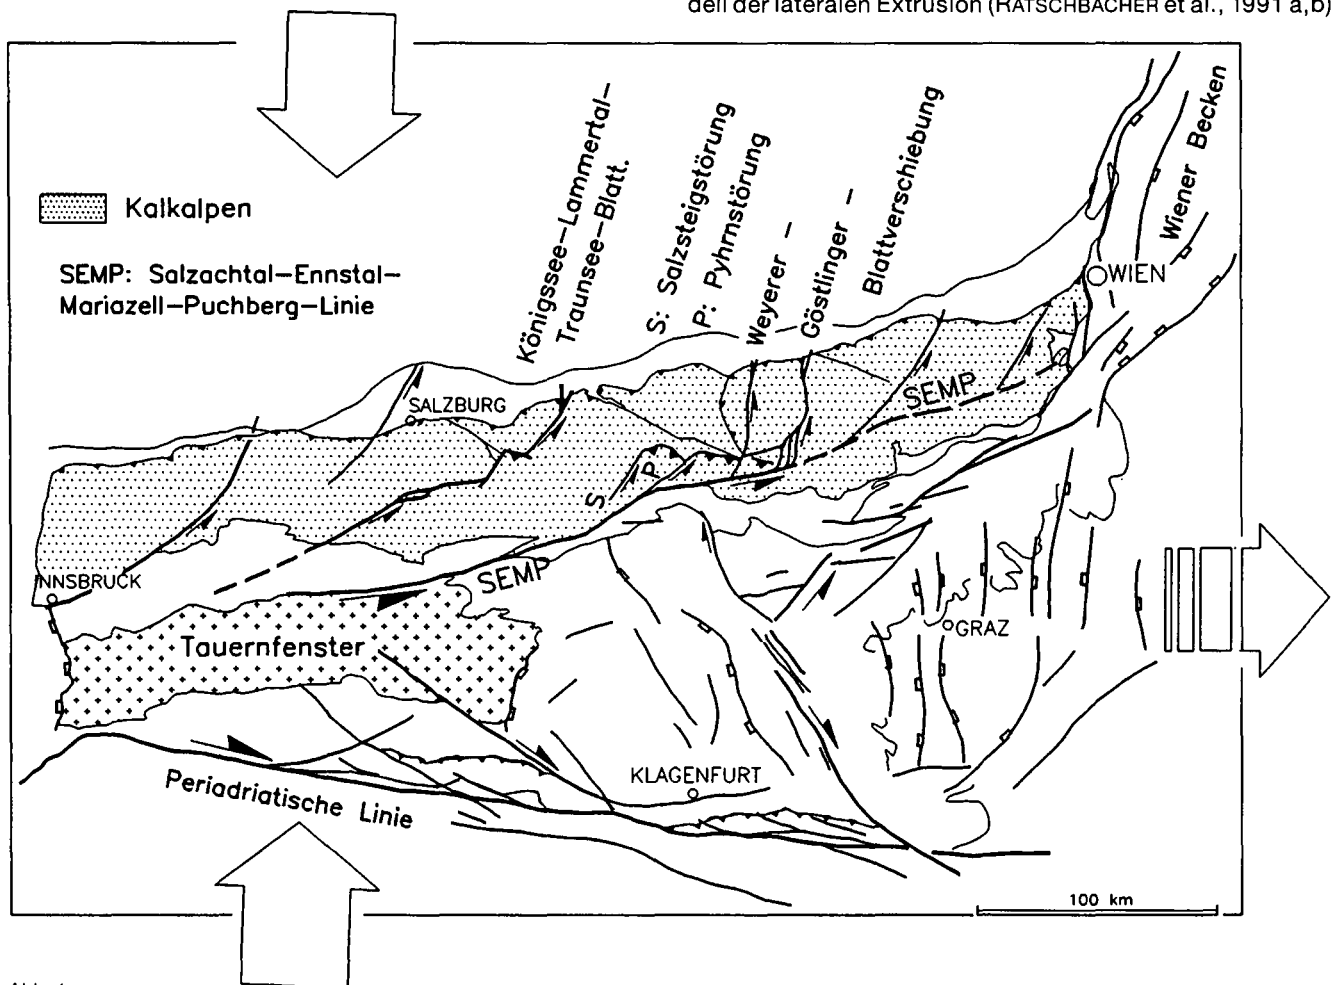 dell der lateralen Extrusion (RATSCHBACHER et al., 1991 a,b)
Kalkalpen
SEMP: Salzachtal-Ennstal-
Mariazell-Puchberg-Linie
Königssee-Lammertal-
Traunsee-Blatt.
S: Salzsteigstörung
P: Pyhrnstörung
Weyerer -
Göstlinger -
Blattverschiebung
Wiener Becken
WIEN
SALZBURG
SEMP
S
P
NNSBRUCK
SEMP
Tauernfenster
GRAZ
KLAGENFURT
Periadriatische Linie
100 km